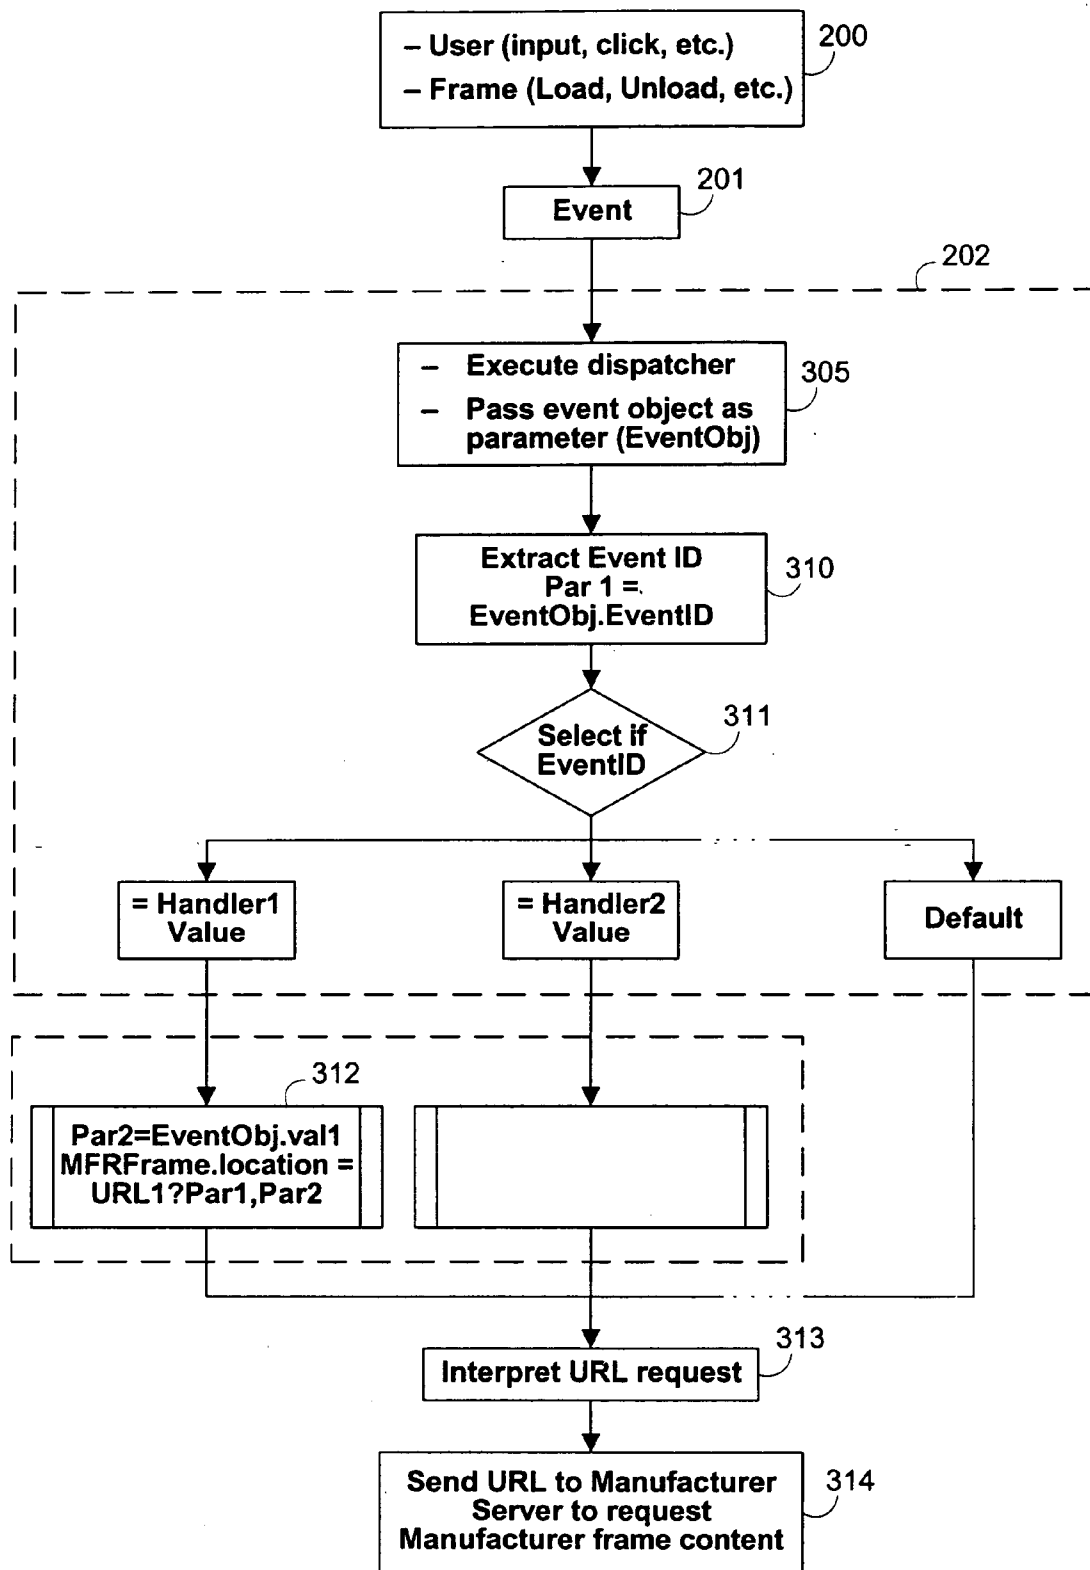 – User (input, click, etc.)
– Frame (Load, Unload, etc.)
200
Event
201
202
– Execute dispatcher
– Pass event object as
parameter (EventObj)
305
Extract Event ID
Par 1 =
EventObj.EventID
310
Select if
EventID
311
= Handler1
Value
= Handler2
Value
Default
312
Par2=EventObj.val1
MFRFrame.location =
URL1?Par1,Par2
Interpret URL request
313
Send URL to Manufacturer
Server to request
Manufacturer frame content
314